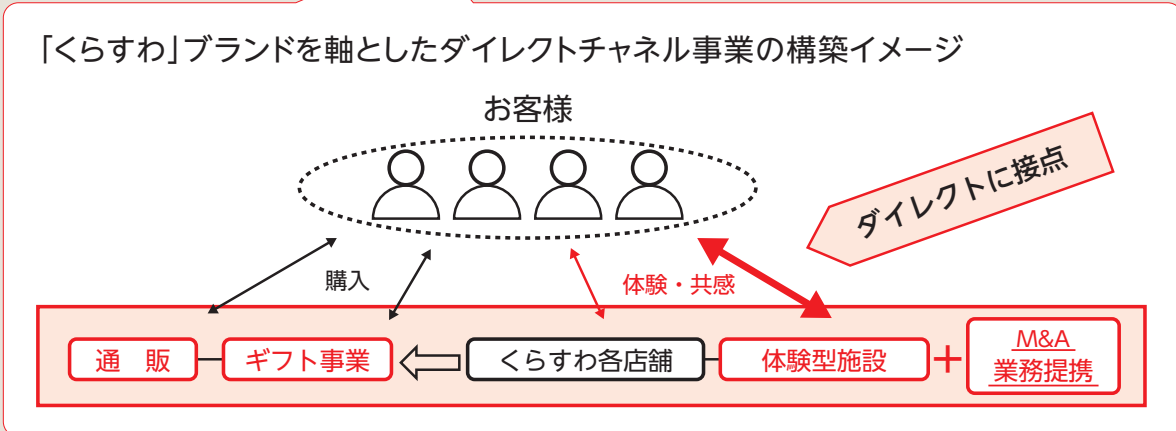 「くらすわ」ブランドを軸としたダイレクトチャネル事業の構築イメージ
お客様
ダイレクトに接点
購入
体験・共感
通　販
ギフト事業
くらすわ各店舗
体験型施設
+
M&A
業務提携